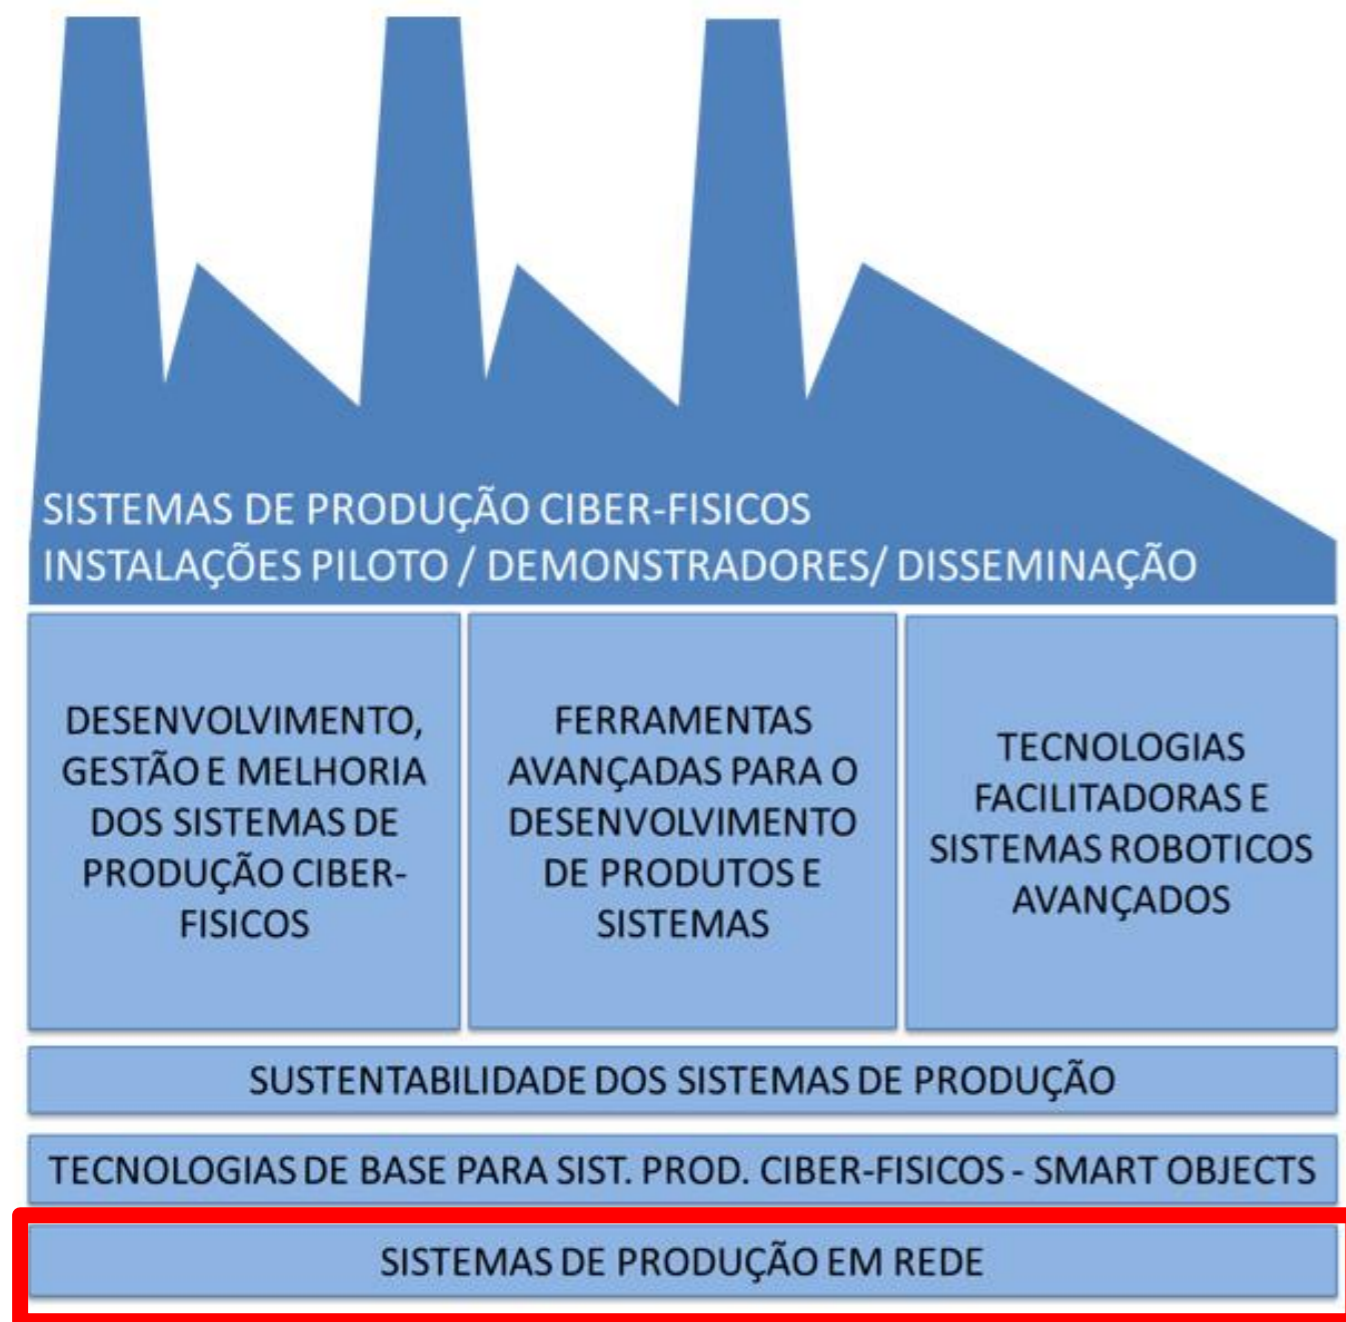 SISTEMAS DE PRODUÇÃO CIBER-FISICOS
INSTALAÇÕES PILOTO / DEMONSTRADORES/ DISSEMINAÇÃO
DESENVOLVIMENTO,
GESTÃO E MELHORIA
DOS SISTEMAS DE
PRODUÇÃO CIBER-
FISICOS
FERRAMENTAS
AVANÇADAS PARA O
DESENVOLVIMENTO
DE PRODUTOS E
SISTEMAS
TECNOLOGIAS
FACILITADORAS E
SISTEMAS ROBOTICOS
AVANÇADOS
SUSTENTABILIDADE DOS SISTEMAS DE PRODUÇÃO
TECNOLOGIAS DE BASE PARA SIST. PROD. CIBER-FISICOS - SMART OBJECTS
SISTEMAS DE PRODUÇÃO EM REDE